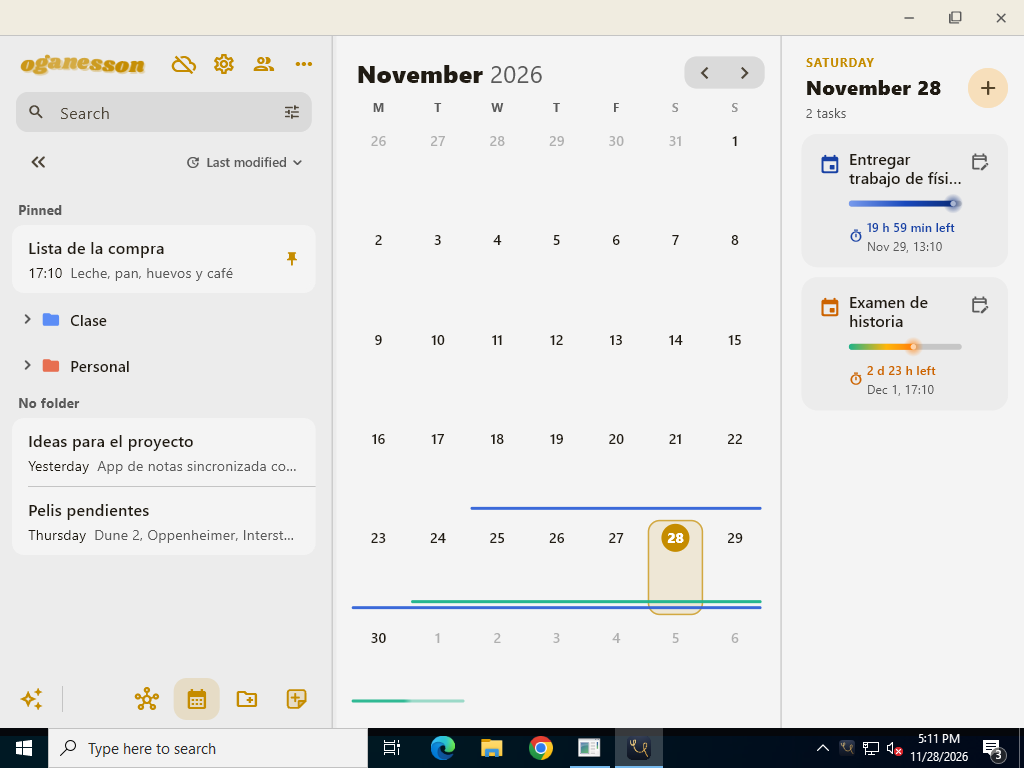 oganesson
Search
Last modified
Pinned
Lista de la compra
17:10 Leche, pan, huevos y café
Clase
Personal
No folder
Ideas para el proyecto
Yesterday App de notas sincronizada co...
Pelis pendientes
Thursday Dune 2, Oppenheimer, Interst...
November 2026
M T W T F S S
26 27 28 29 30 31 1
2 3 4 5 6 7 8
9 10 11 12 13 14 15
16 17 18 19 20 21 22
23 24 25 26 27 28 29
30 1 2 3 4 5 6
SATURDAY
November 28
2 tasks
Entregar
trabajo de físi...
19 h 59 min left
Nov 29, 13:10
Examen de
historia
2 d 23 h left
Dec 1, 17:10
Type here to search
5:11 PM
11/28/2026
3